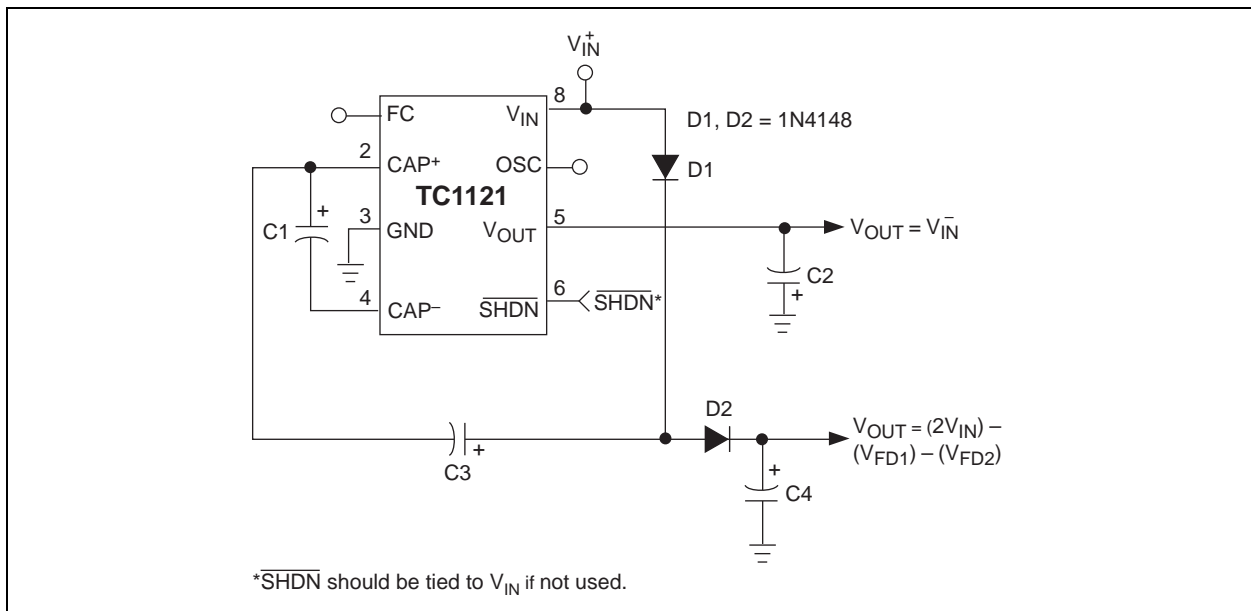 V+IN
8
FC
VIN
D1, D2 = 1N4148
2
CAP+
OSC
D1
TC1121
+
C1
3
GND
5
VOUT
VOUT = V–IN
C2
+
4
CAP–
6
SHDN
SHDN*
D2
C3
+
VOUT = (2VIN) –
(VFD1) – (VFD2)
+
C4
*SHDN should be tied to VIN if not used.